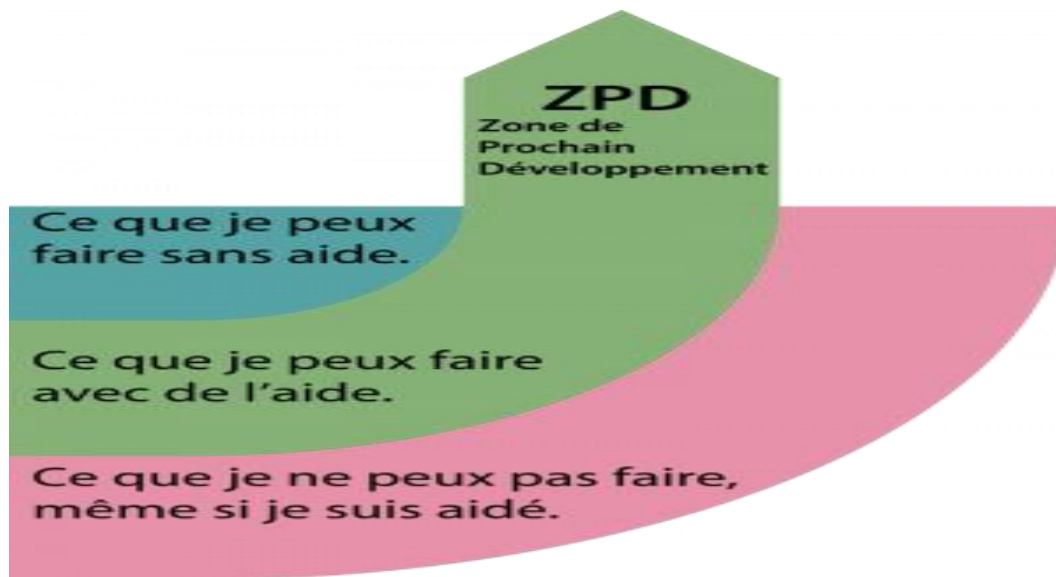 ZPD
Zone de
Prochain
Développement
Ce que je peux
faire sans aide.
Ce que je peux faire
avec de l'aide.
Ce que je ne peux pas faire,
même si je suis aidé.